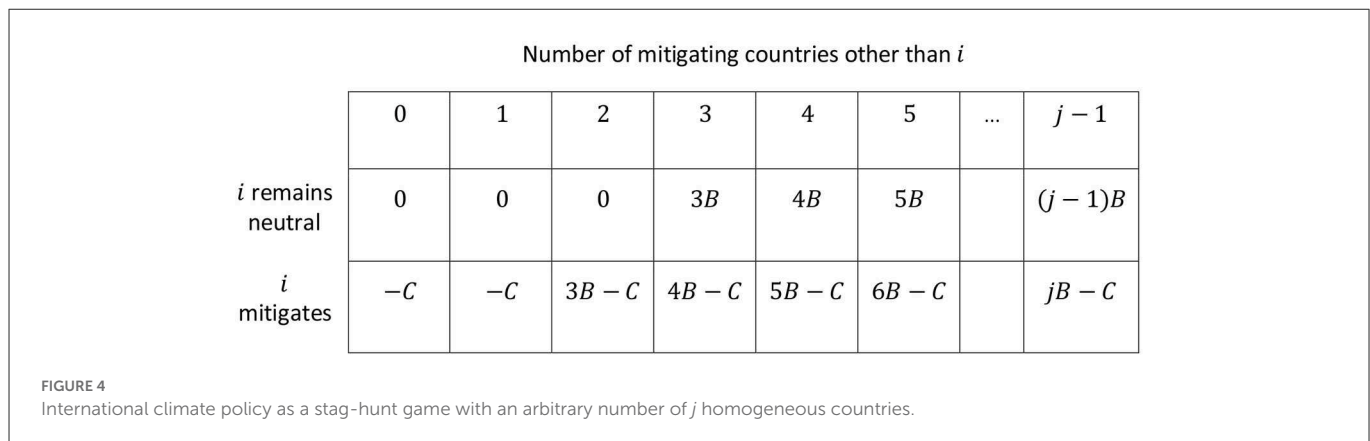 Number of mitigating countries other than i
0 1 2 3 4 5 ... j − 1
i remains
neutral
0 0 0 3B 4B 5B (j − 1)B
i
mitigates
−C −C 3B − C 4B − C 5B − C 6B − C jB − C
FIGURE 4
International climate policy as a stag-hunt game with an arbitrary number of j homogeneous countries.